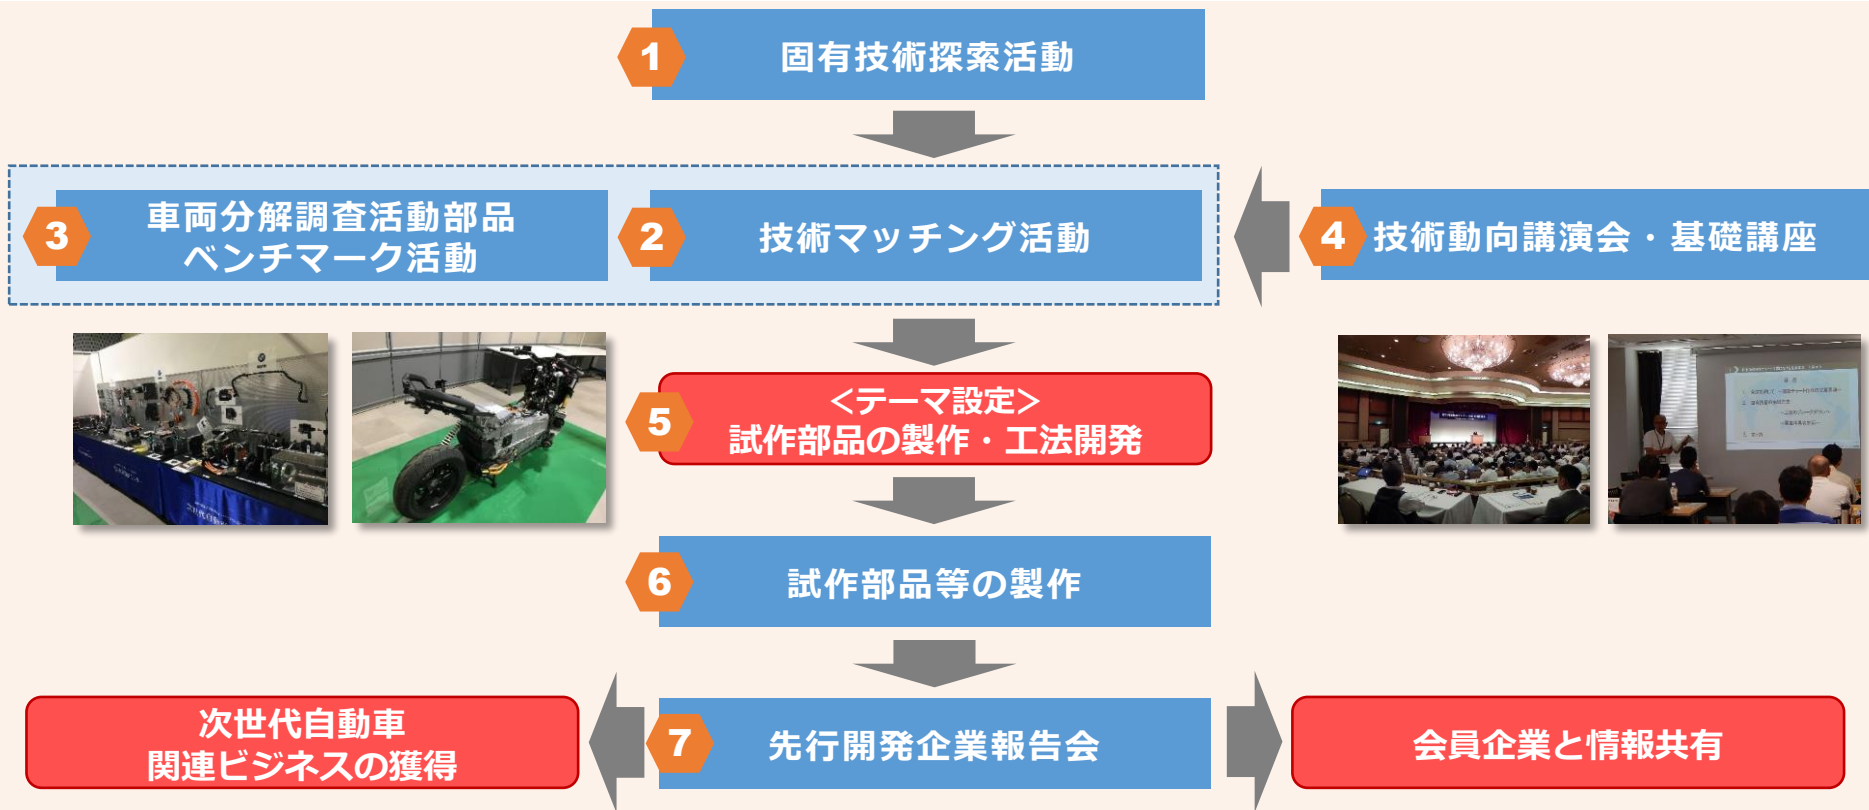 1
固有技術探索活動
3
車両分解調査活動部品
ベンチマーク活動
2
技術マッチング活動
4
技術動向講演会・基礎講座
5
<テーマ設定>
試作部品の製作・工法開発
6
試作部品等の製作
次世代自動車
関連ビジネスの獲得
7
先行開発企業報告会
会員企業と情報共有